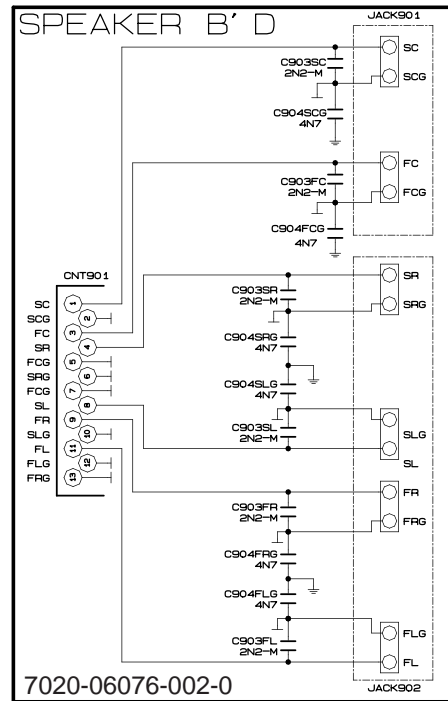 SPEAKER B' D
JACK901
SC
C903SC
2N2-M
SCG
C904SCG
4N7
FC
C903FC
2N2-M
FCG
C904FCG
4N7
CNT901
SC 1
SCG 2
FC 3
SR 4
FCG 5
SRG 6
FCG 7
SL 8
FR 9
SLG 10
FL 11
FLG 12
FRG 13
SR
C903SR
2N2-M
SRG
C904SRG
4N7
C904SLG
4N7
C903SL
2N2-M
SLG
SL
FR
C903FR
2N2-M
FRG
C904FRG
4N7
C904FLG
4N7
FLG
C903FL
2N2-M
FL
7020-06076-002-0
JACK902